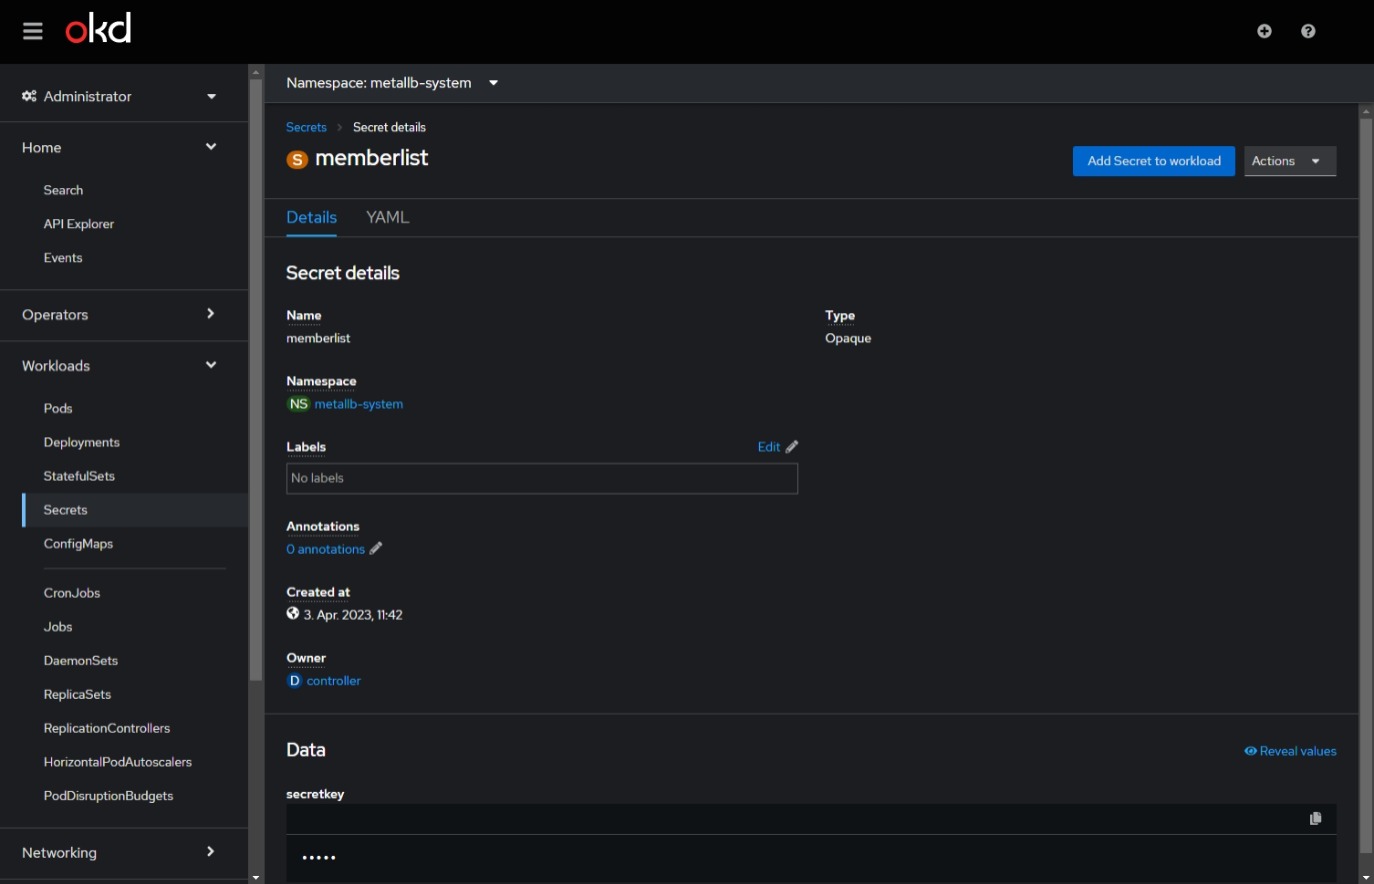 okd
Administrator
Home
Search
API Explorer
Events
Operators
Workloads
Pods
Deployments
StatefulSets
Secrets
ConfigMaps
CronJobs
Jobs
DaemonSets
ReplicaSets
ReplicationControllers
HorizontalPodAutoscalers
PodDisruptionBudgets
Networking
Namespace: metallb-system
Secrets > Secret details
S memberlist
Add Secret to workload
Actions
Details YAML
Secret details
Name
memberlist
Type
Opaque
Namespace
NS metallb-system
Labels
Edit
No labels
Annotations
0 annotations
Created at
3. Apr. 2023, 11:42
Owner
D controller
Data
Reveal values
secretkey
•••••